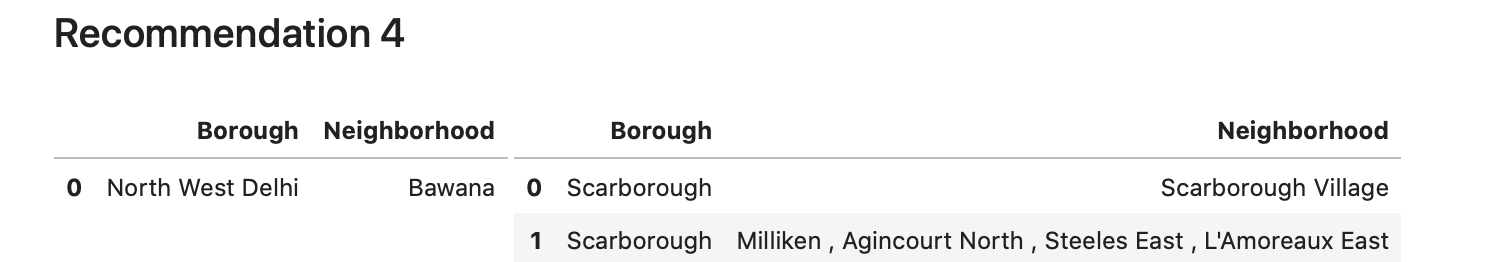 Recommendation 4
Borough Neighborhood Borough Neighborhood
0 North West Delhi Bawana 0 Scarborough Scarborough Village
1 Scarborough Milliken , Agincourt North , Steeles East , L'Amoreaux East